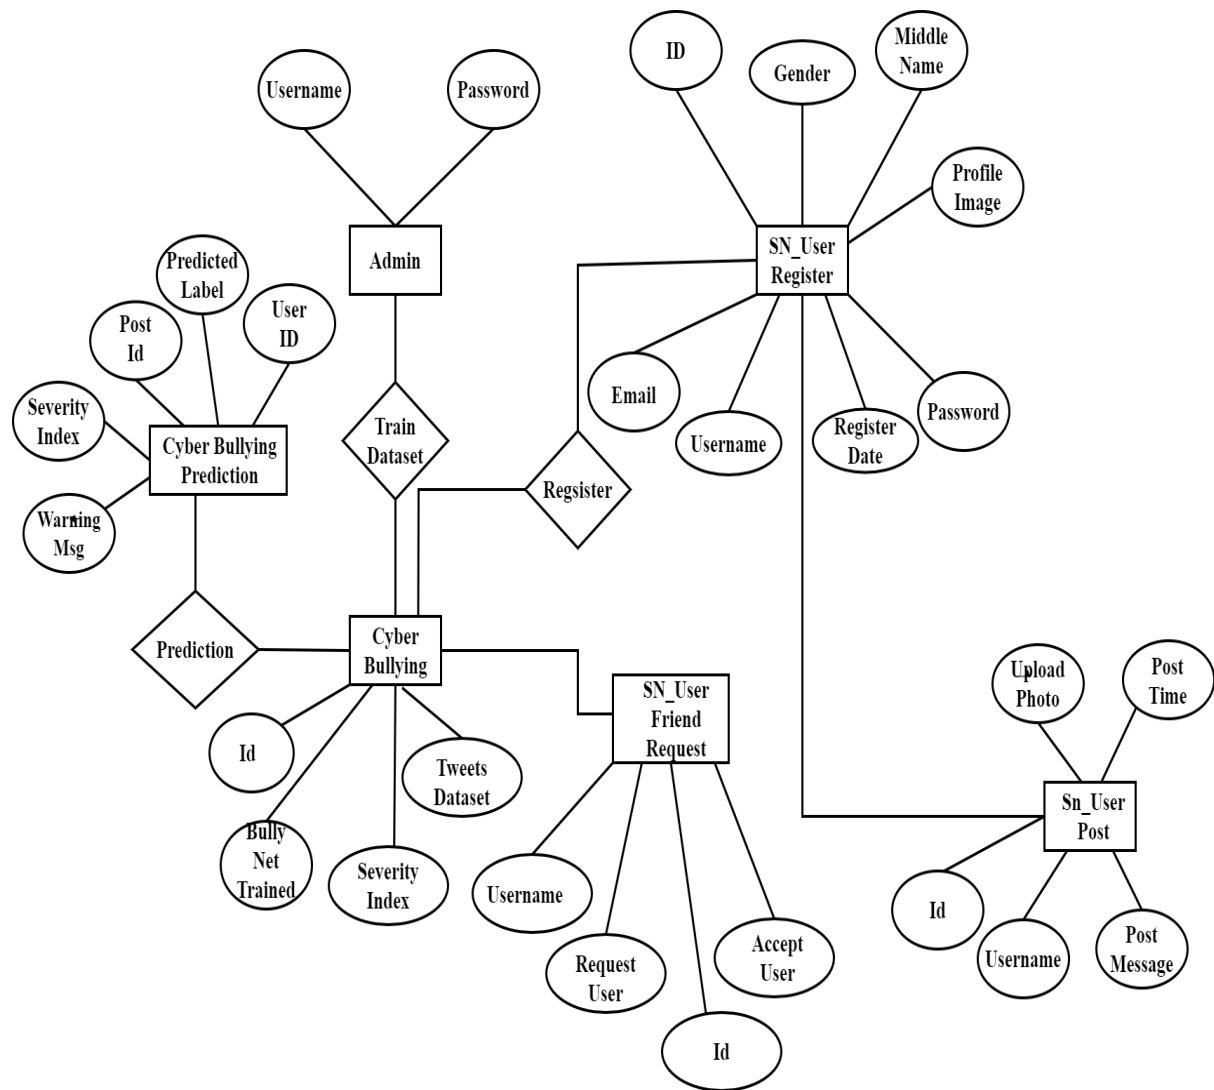 ID
Gender
Middle
Name
Username
Password
Profile
Image
SN_User
Register
Admin
Predicted
Label
User
ID
Post
Id
Severity
Index
Cyber Bullying
Prediction
Warning
Msg
Train
Dataset
Email
Username
Register
Date
Password
Regsister
Prediction
Cyber
Bullying
SN_User
Friend
Request
Upload
Photo
Post
Time
Id
Tweets
Dataset
Bully
Net
Trained
Severity
Index
Sn_User
Post
Username
Request
User
Id
Accept
User
Id
Username
Post
Message